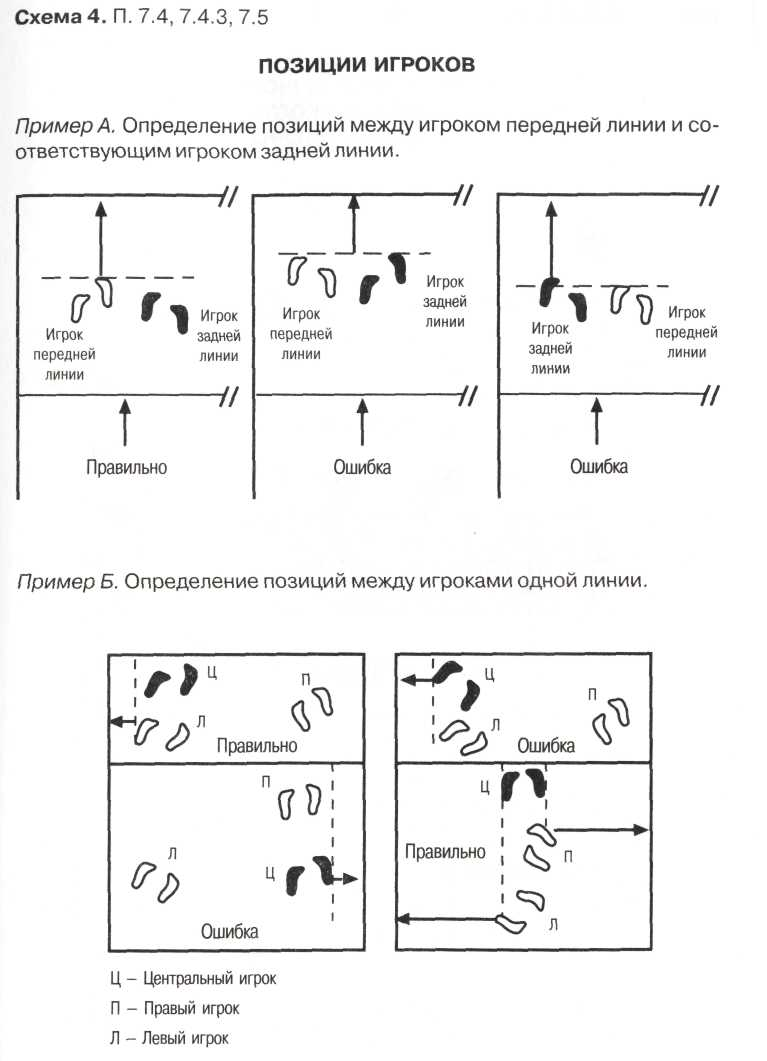 Схема 4. П. 7.4, 7.4.3, 7.5
ПОЗИЦИИ ИГРОКОВ
Пример А. Определение позиций между игроком передней линии и со-
ответствующим игроком задней линии.
Игрок
передней
линии
Игрок
задней
линии
Правильно
Игрок
передней
линии
Игрок
задней
линии
Ошибка
Игрок
задней
линии
Игрок
передней
линии
Ошибка
Пример Б. Определение позиций между игроками одной линии.
Ц
П
Л
Правильно
П
Л
Ц
Ошибка
Ц
П
Л
Ошибка
Ц
Правильно
П
Л
Ц – Центральный игрок
П – Правый игрок
Л – Левый игрок